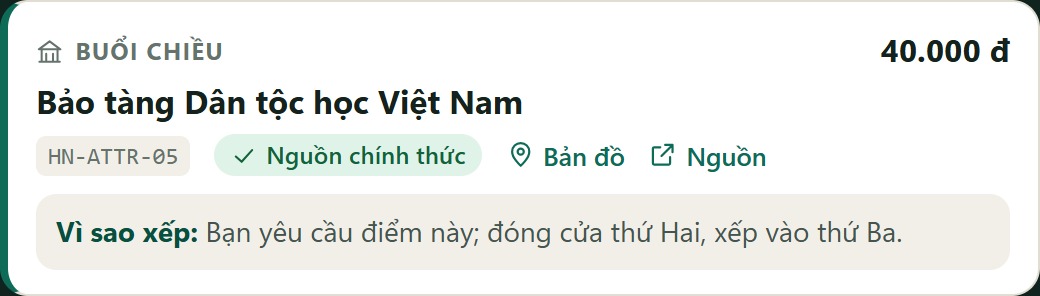 BUỔI CHIỀU
40.000 đ
Bảo tàng Dân tộc học Việt Nam
HN-ATTR-05 Nguồn chính thức Bản đồ Nguồn
Vì sao xếp: Bạn yêu cầu điểm này; đóng cửa thứ Hai, xếp vào thứ Ba.